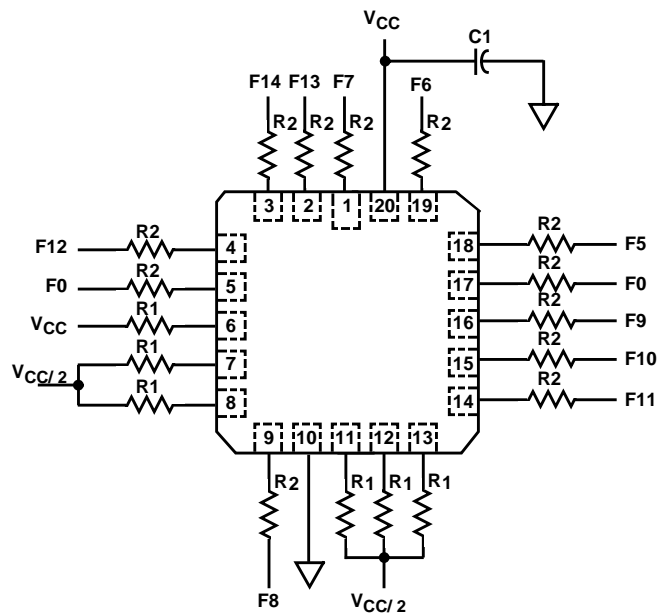 VCC
C1
F14 F13 F7 F6
R2 R2 R2 R2
3 2 1 20 19
F12 R2 4 18 R2 F5
F0 R2 5 17 R2 F0
VCC R1 6 16 R2 F9
VCC/2 R1 7 15 R2 F10
R1 8 14 R2 F11
9 10 11 12 13
R2 R1 R1 R1
F8 VCC/2